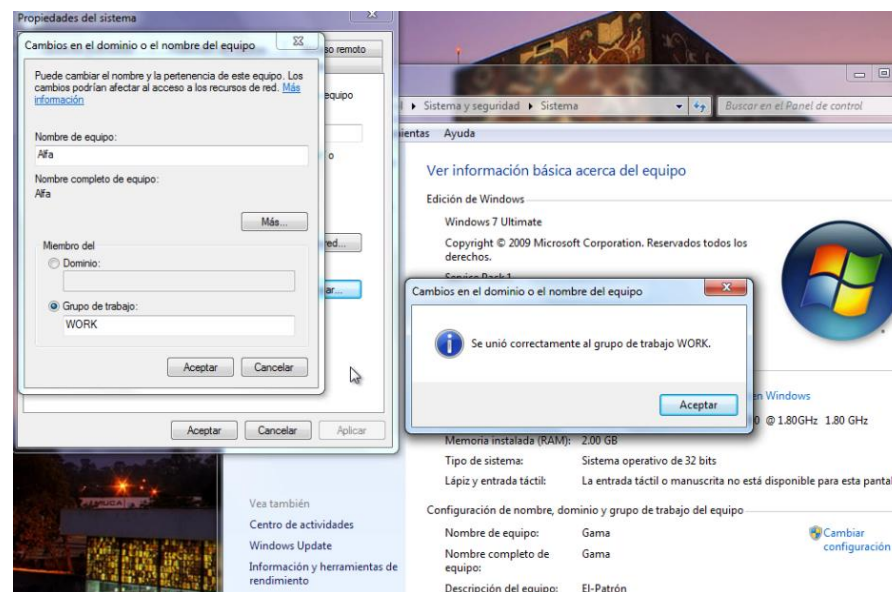 Propiedades del sistema
Cambios en el dominio o el nombre del equipo
so remoto
Puede cambiar el nombre y la pertenencia de este equipo. Los
cambios podrían afectar al acceso a los recursos de red. Más
información
equipo
Nombre de equipo:
Alfa
o
Nombre completo de equipo:
Alfa
Más...
red...
Miembro del
Dominio:
ar...
Grupo de trabajo:
WORK
Aceptar Cancelar
Aceptar Cancelar Aplicar
Sistema y seguridad Sistema
Buscar en el Panel de control
ientas Ayuda
Ver información básica acerca del equipo
Edición de Windows
Windows 7 Ultimate
Copyright © 2009 Microsoft Corporation. Reservados todos los
derechos.
Service Pack 1
Cambios en el dominio o el nombre del equipo
Se unió correctamente al grupo de trabajo WORK.
Aceptar
en Windows
0 @ 1.80GHz 1.80 GHz
Memoria instalada (RAM): 2.00 GB
Tipo de sistema: Sistema operativo de 32 bits
Lápiz y entrada táctil: La entrada táctil o manuscrita no está disponible para esta pantal
Configuración de nombre, dominio y grupo de trabajo del equipo
Nombre de equipo: Gama
Cambiar
configuración
Nombre completo de Gama
equipo:
Descripción del equipo: El-Patrón
Vea también
Centro de actividades
Windows Update
Información y herramientas de
rendimiento